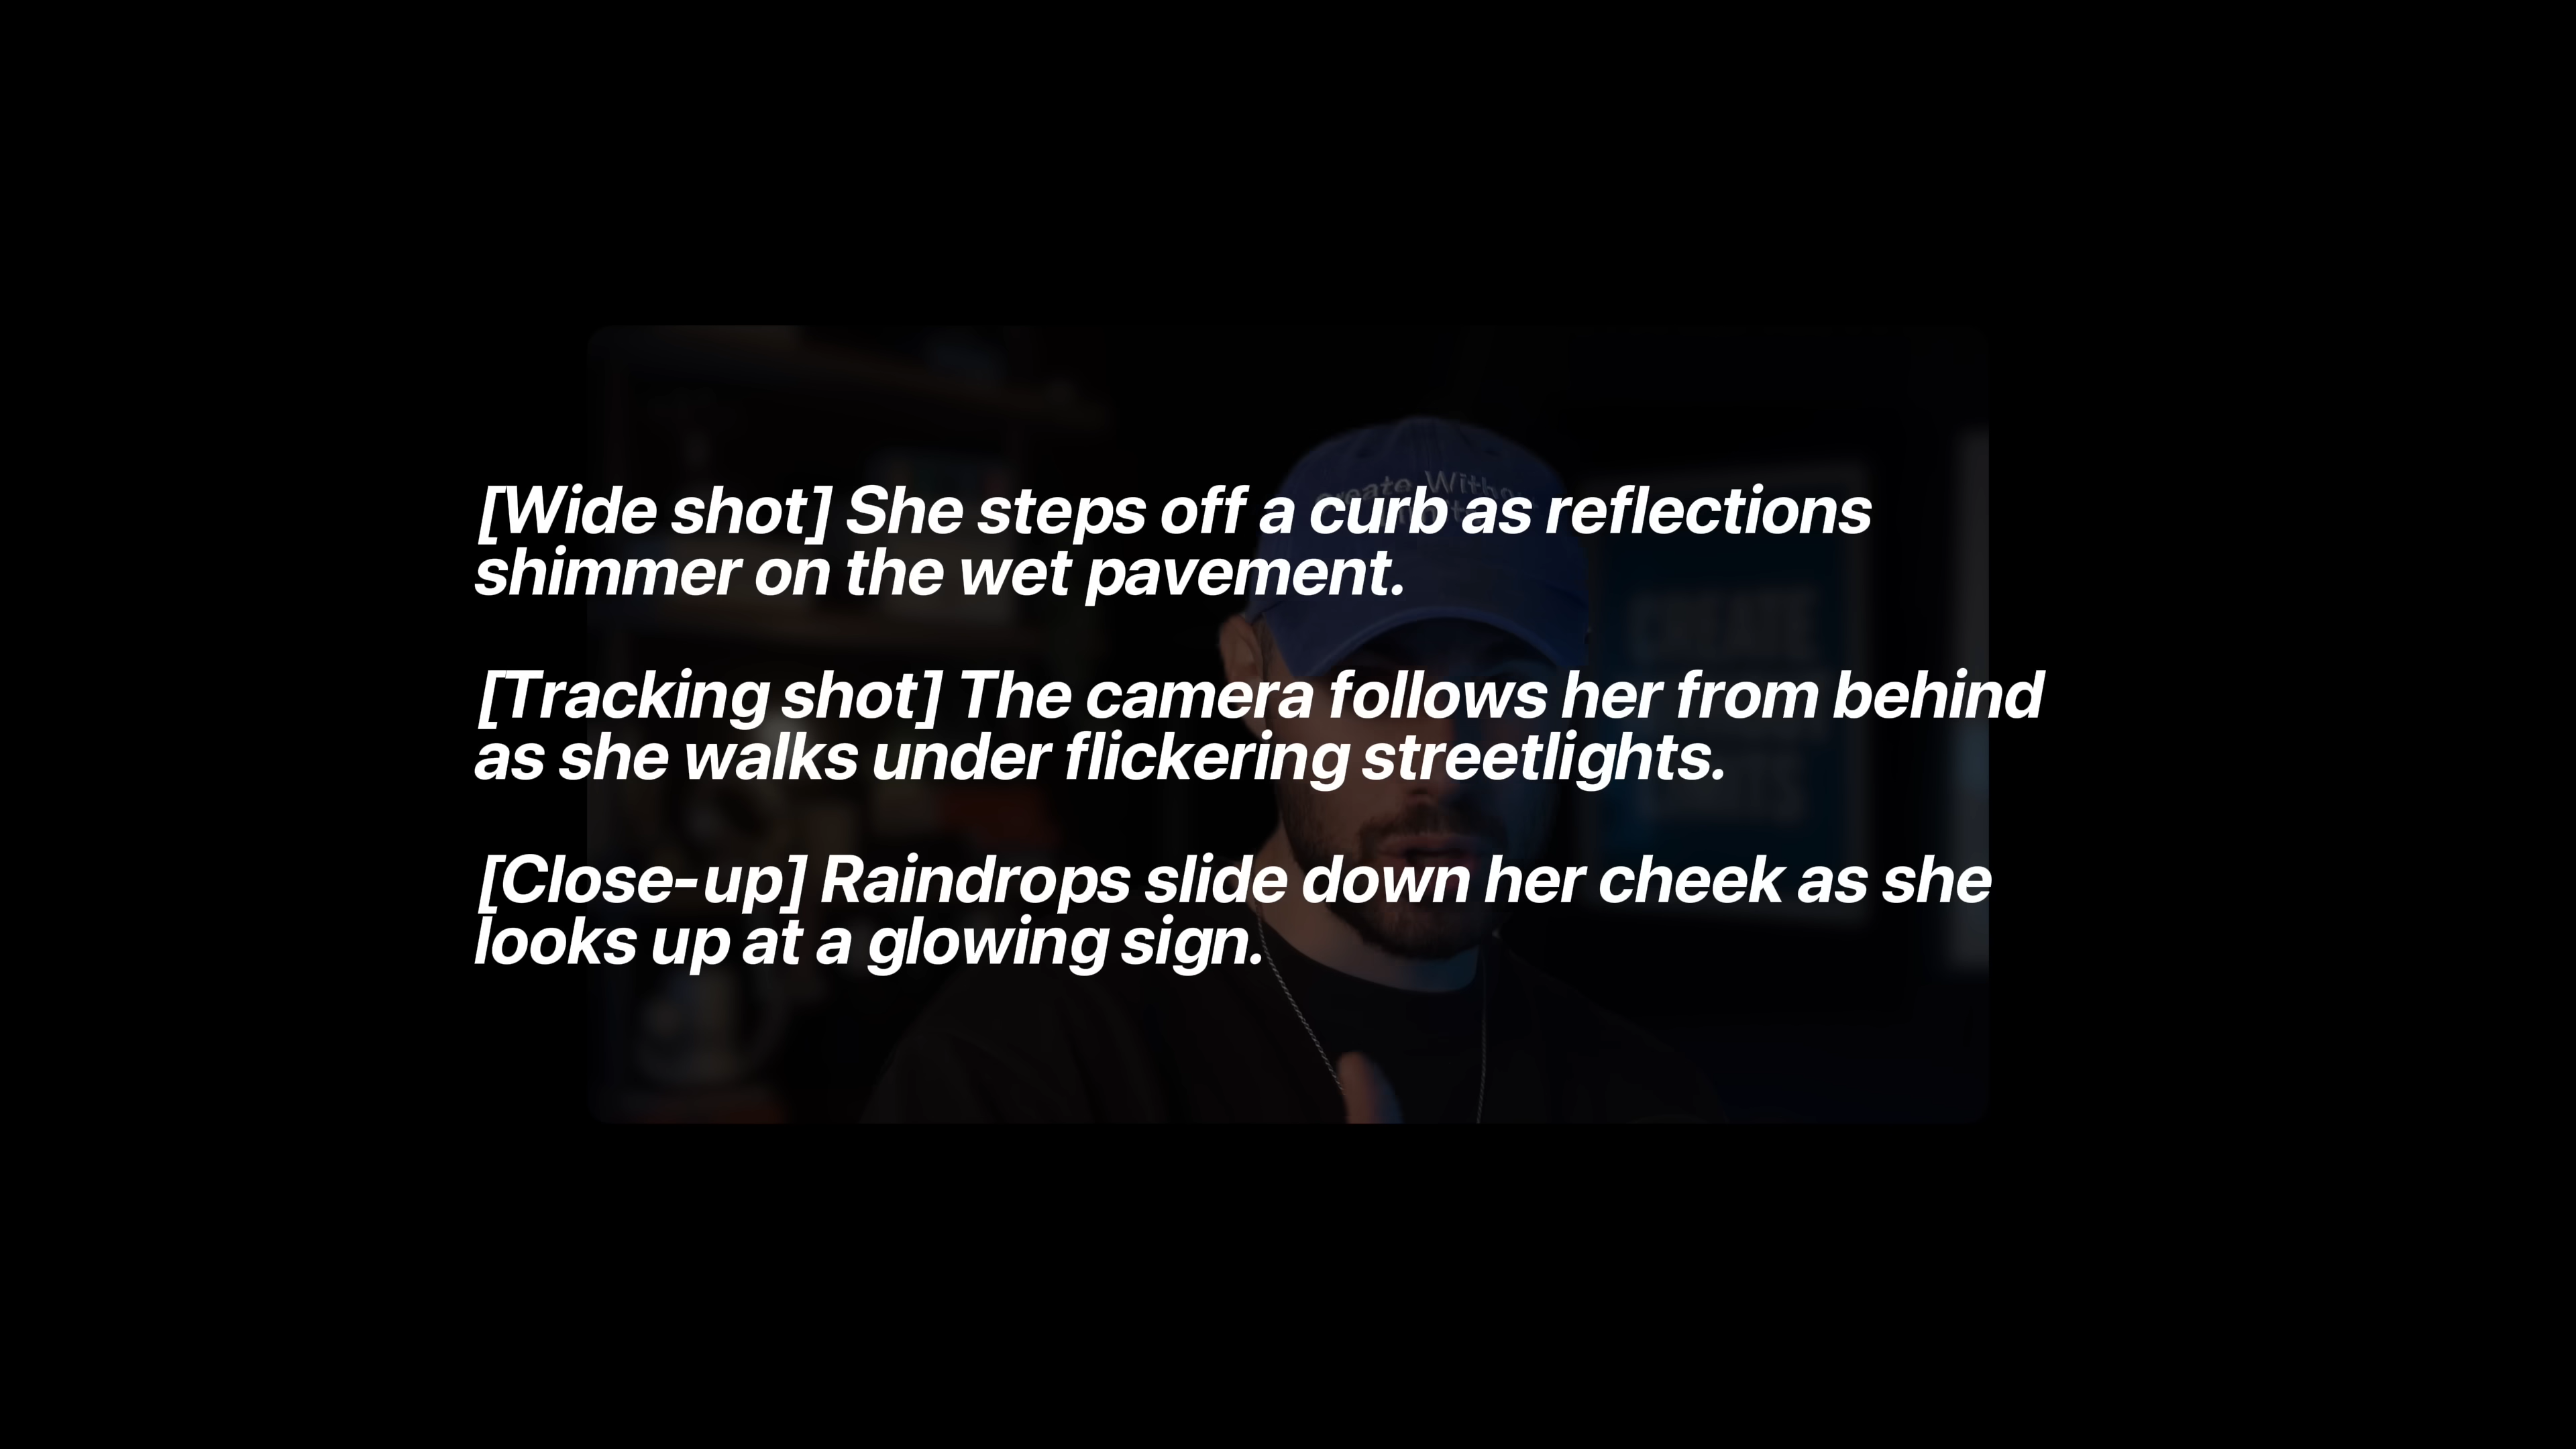 [Wide shot] She steps off a curb as reflections
shimmer on the wet pavement.
[Tracking shot] The camera follows her from behind
as she walks under flickering streetlights.
[Close-up] Raindrops slide down her cheek as she
looks up at a glowing sign.
Create
CREATE